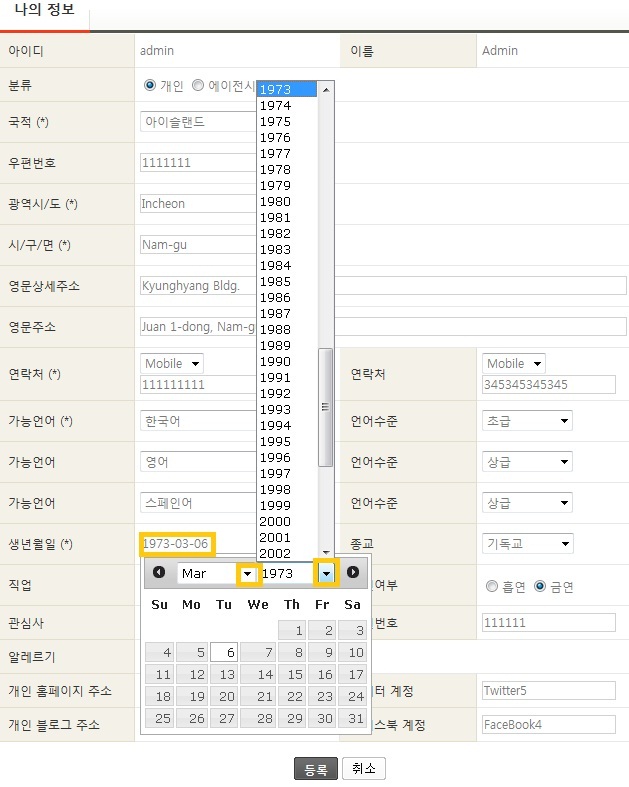 나의 정보
아이디 admin 이름 Admin
분류 개인 에이전시
국적 (*) 아이슬랜드
우편번호 1111111
광역시/도 (*) Incheon
시/구/면 (*) Nam-gu
영문상세주소 Kyunghyang Bldg.
영문주소 Juan 1-dong, Nam-g
연락처 (*) Mobile 연락처 Mobile
111111111 345345345345
가능언어 (*) 한국어 언어수준 초급
가능언어 영어 언어수준 상급
가능언어 스페인어 언어수준 상급
생년월일 (*) 1973-03-06 종교 기독교
1973
1974
1975
1976
1977
1978
1979
1980
1981
1982
1983
1984
1985
1986
1987
1988
1989
1990
1991
1992
1993
1994
1995
1996
1997
1998
1999
2000
2001
2002
Mar 1973
Su Mo Tu We Th Fr Sa
1 2 3
4 5 6 7 8 9 10
11 12 13 14 15 16 17
18 19 20 21 22 23 24
25 26 27 28 29 30 31
직업 여부 흡연 금연
관심사 번호 111111
알레르기
개인 홈페이지 주소 터 계정 Twitter5
개인 블로그 주소 스북 계정 FaceBook4
등록 취소